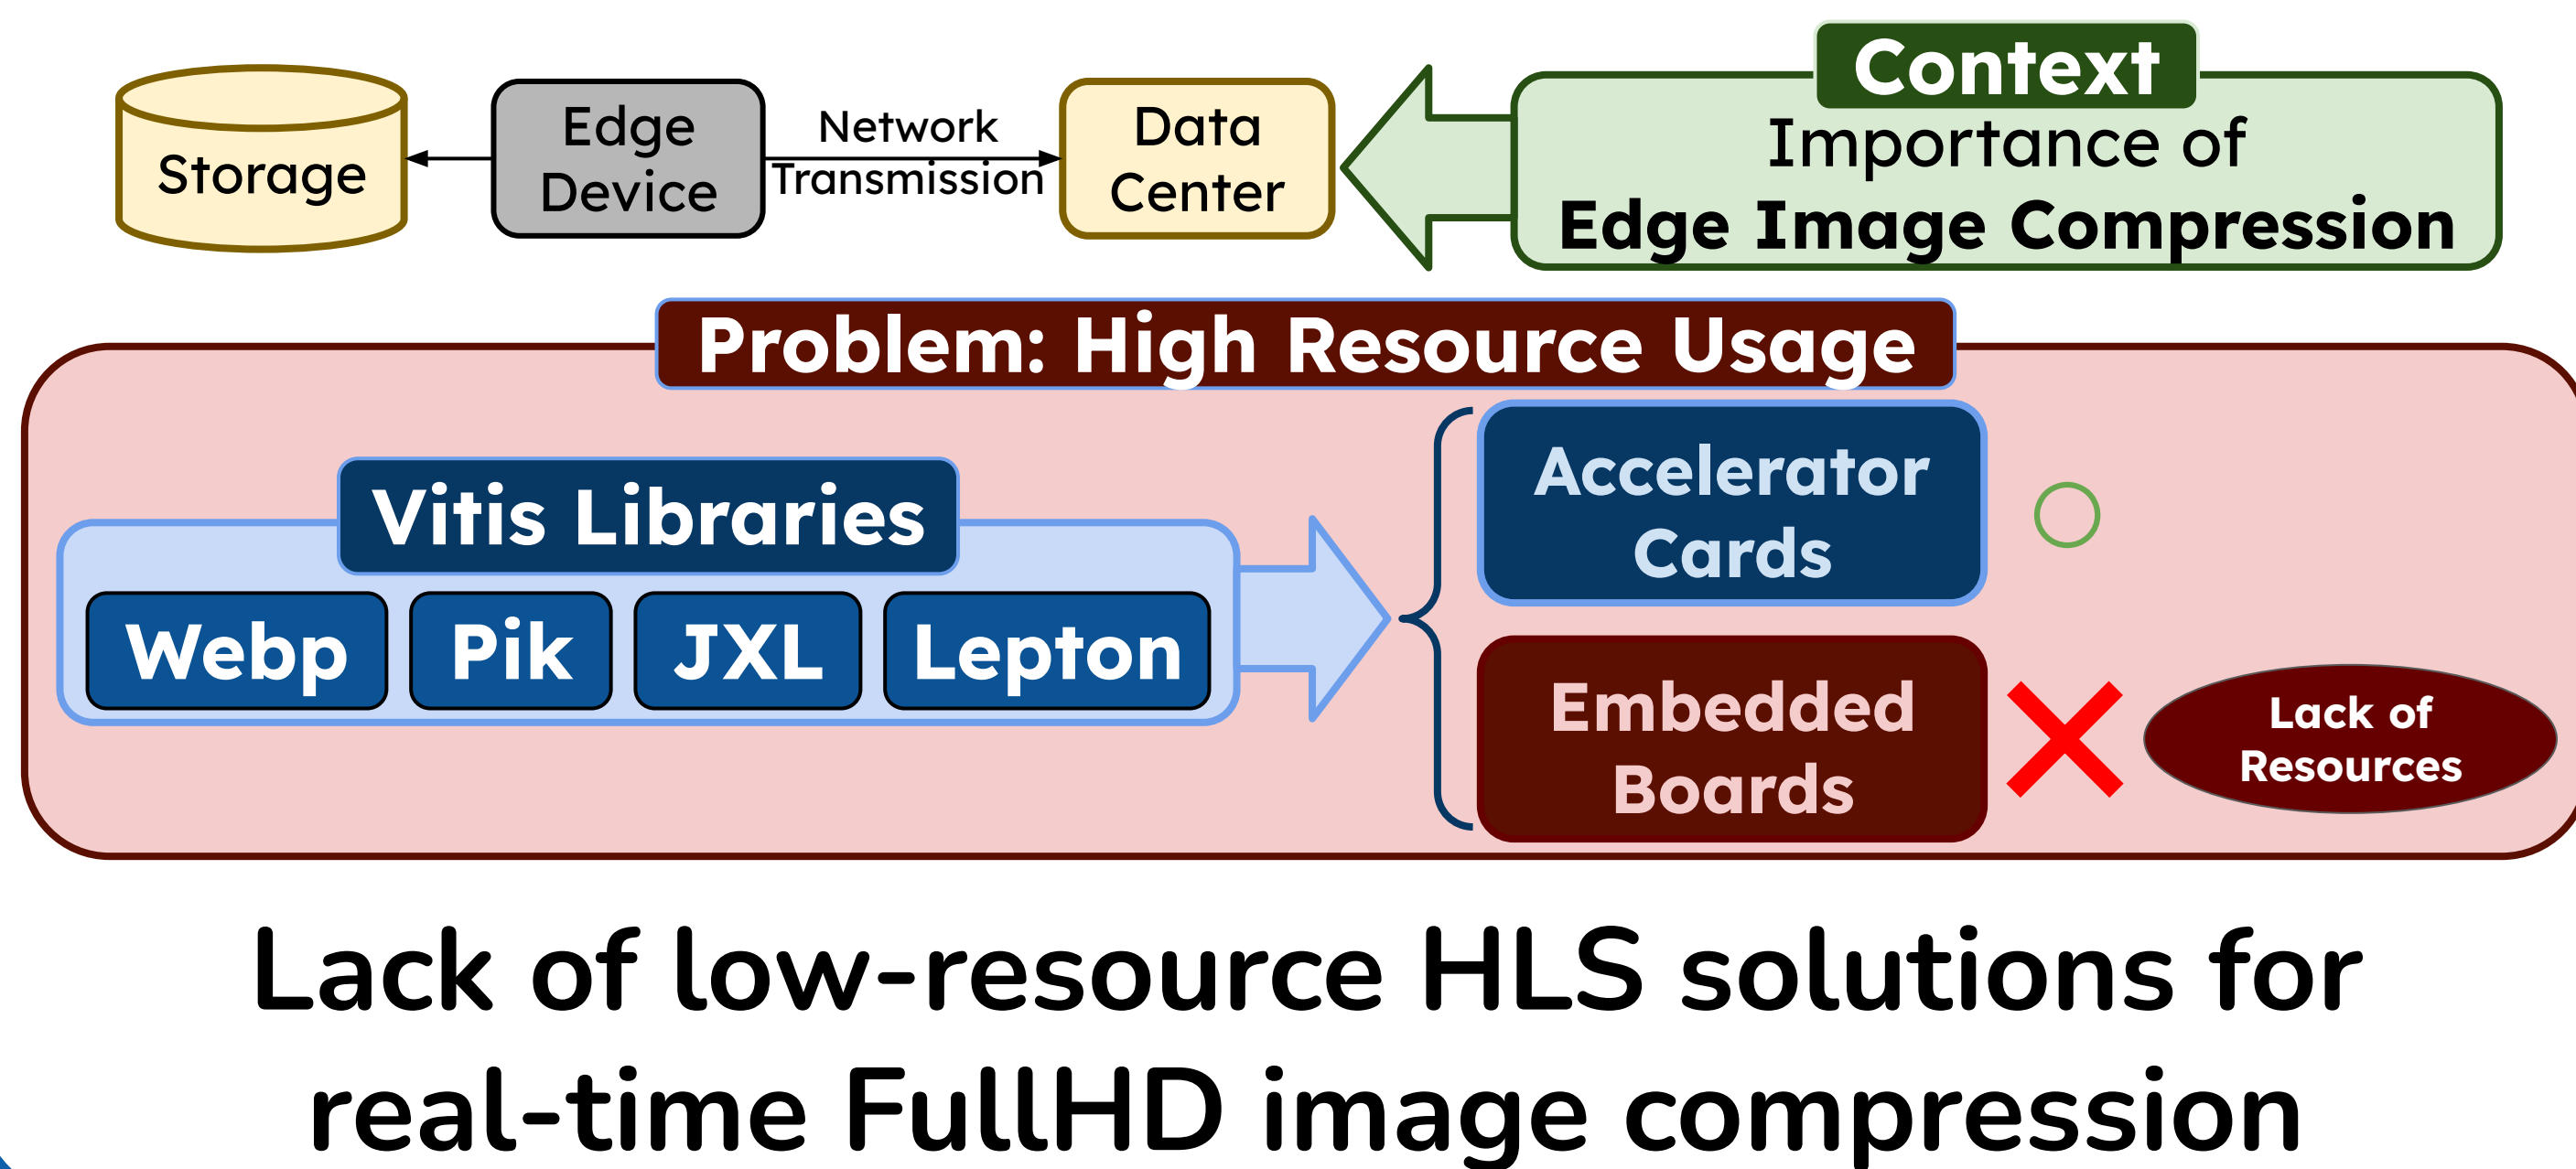 Storage
Edge
Device
Network
Transmission
Data
Center
Context
Importance of
Edge Image Compression
Problem: High Resource Usage
Vitis Libraries
Webp
Pik
JXL
Lepton
Accelerator
Cards
Embedded
Boards
Lack of
Resources
Lack of low-resource HLS solutions for
real-time FullHD image compression